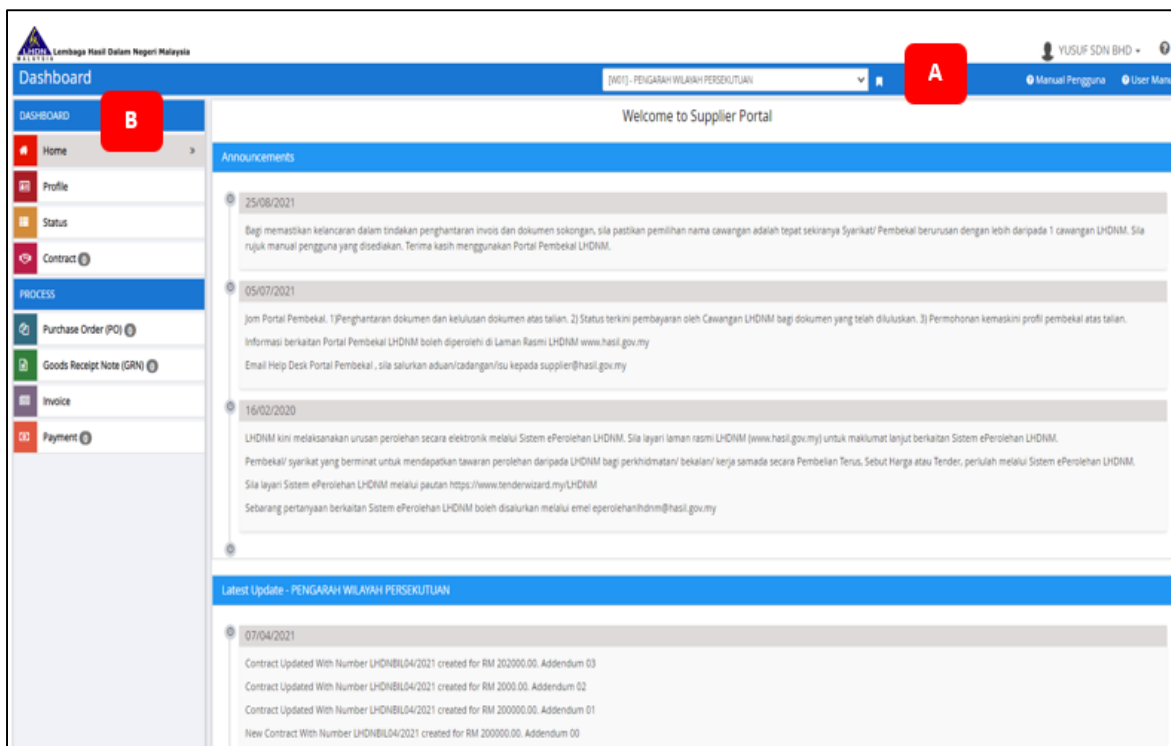 LHDN
MALAYSIA
Lembaga Hasil Dalam Negeri Malaysia
YUSUF SDN BHD
Dashboard
[W01] - PENGARAH WILAYAH PERSEKUTUAN
A
Manual Pengguna
User Manu
DASHBOARD
B
Home
Profile
Status
Contract 0
PROCESS
Purchase Order (PO) 0
Goods Receipt Note (GRN) 0
Invoice
Payment 0
Welcome to Supplier Portal
Announcements
25/08/2021
Bagi memastikan kelancaran dalam tindakan penghantaran invois dan dokumen sokongan, sila pastikan pemilihan nama cawangan adalah tepat sekiranya Syarikat/ Pembekal berurusan dengan lebih daripada 1 cawangan LHDNM. Sila
rujuk manual pengguna yang disediakan. Terima kasih menggunakan Portal Pembekal LHDNM.
05/07/2021
Jom Portal Pembekal. 1)Penghantaran dokumen dan kelulusan dokumen atas talian. 2) Status terkini pembayaran oleh Cawangan LHDNM bagi dokumen yang telah diluluskan. 3) Permohonan kemaskini profil pembekal atas talian.
Informasi berkaitan Portal Pembekal LHDNM boleh diperolehi di Laman Rasmi LHDNM www.hasil.gov.my
Email Help Desk Portal Pembekal , sila salurkan aduan/cadangan/isu kepada supplier@hasil.gov.my
16/02/2020
LHDNM kini melaksanakan urusan perolehan secara elektronik melalui Sistem ePerolehan LHDNM. Sila layari laman rasmi LHDNM (www.hasil.gov.my) untuk maklumat lanjut berkaitan Sistem ePerolehan LHDNM.
Pembekal/ syarikat yang berminat untuk mendapatkan tawaran perolehan daripada LHDNM bagi perkhidmatan/ bekalan/ kerja samada secara Pembelian Terus, Sebut Harga atau Tender, perlulah melalui Sistem ePerolehan LHDNM.
Sila layari Sistem ePerolehan LHDNM melalui pautan https://www.tenderwizard.my/LHDNM
Sebarang pertanyaan berkaitan Sistem ePerolehan LHDNM boleh disalurkan melalui emel eperolehanlhdnm@hasil.gov.my
Latest Update - PENGARAH WILAYAH PERSEKUTUAN
07/04/2021
Contract Updated With Number LHDNBIL04/2021 created for RM 202000.00. Addendum 03
Contract Updated With Number LHDNBIL04/2021 created for RM 2000.00. Addendum 02
Contract Updated With Number LHDNBIL04/2021 created for RM 200000.00. Addendum 01
New Contract With Number LHDNBIL04/2021 created for RM 200000.00. Addendum 00